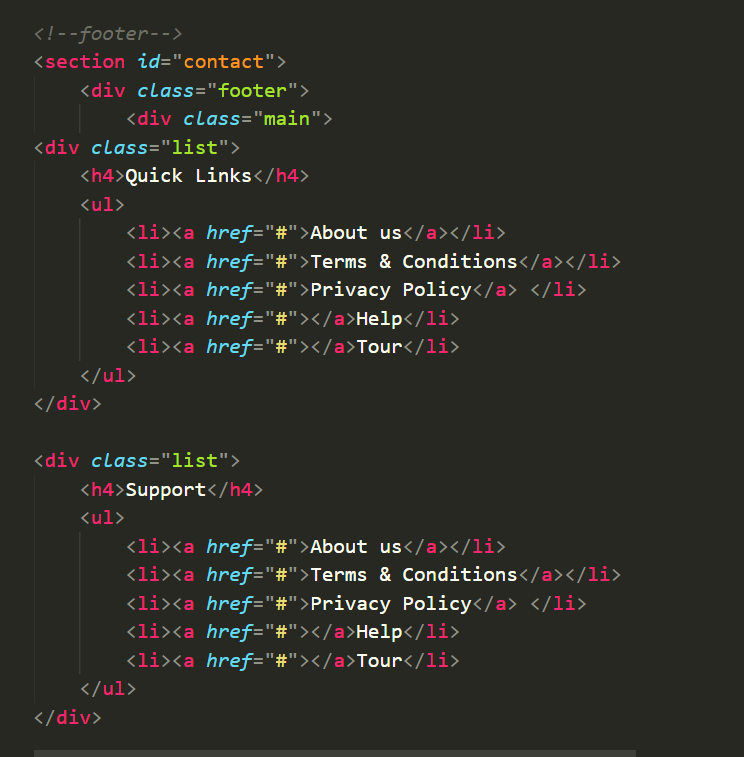 <!--footer-->
<section id="contact">
    <div class="footer">
        <div class="main">
<div class="list">
    <h4>Quick Links</h4>
    <ul>
        <li><a href="#">About us</a></li>
        <li><a href="#">Terms & Conditions</a></li>
        <li><a href="#">Privacy Policy</a> </li>
        <li><a href="#"></a>Help</li>
        <li><a href="#"></a>Tour</li>
    </ul>
</div>

<div class="list">
    <h4>Support</h4>
    <ul>
        <li><a href="#">About us</a></li>
        <li><a href="#">Terms & Conditions</a></li>
        <li><a href="#">Privacy Policy</a> </li>
        <li><a href="#"></a>Help</li>
        <li><a href="#"></a>Tour</li>
    </ul>
</div>